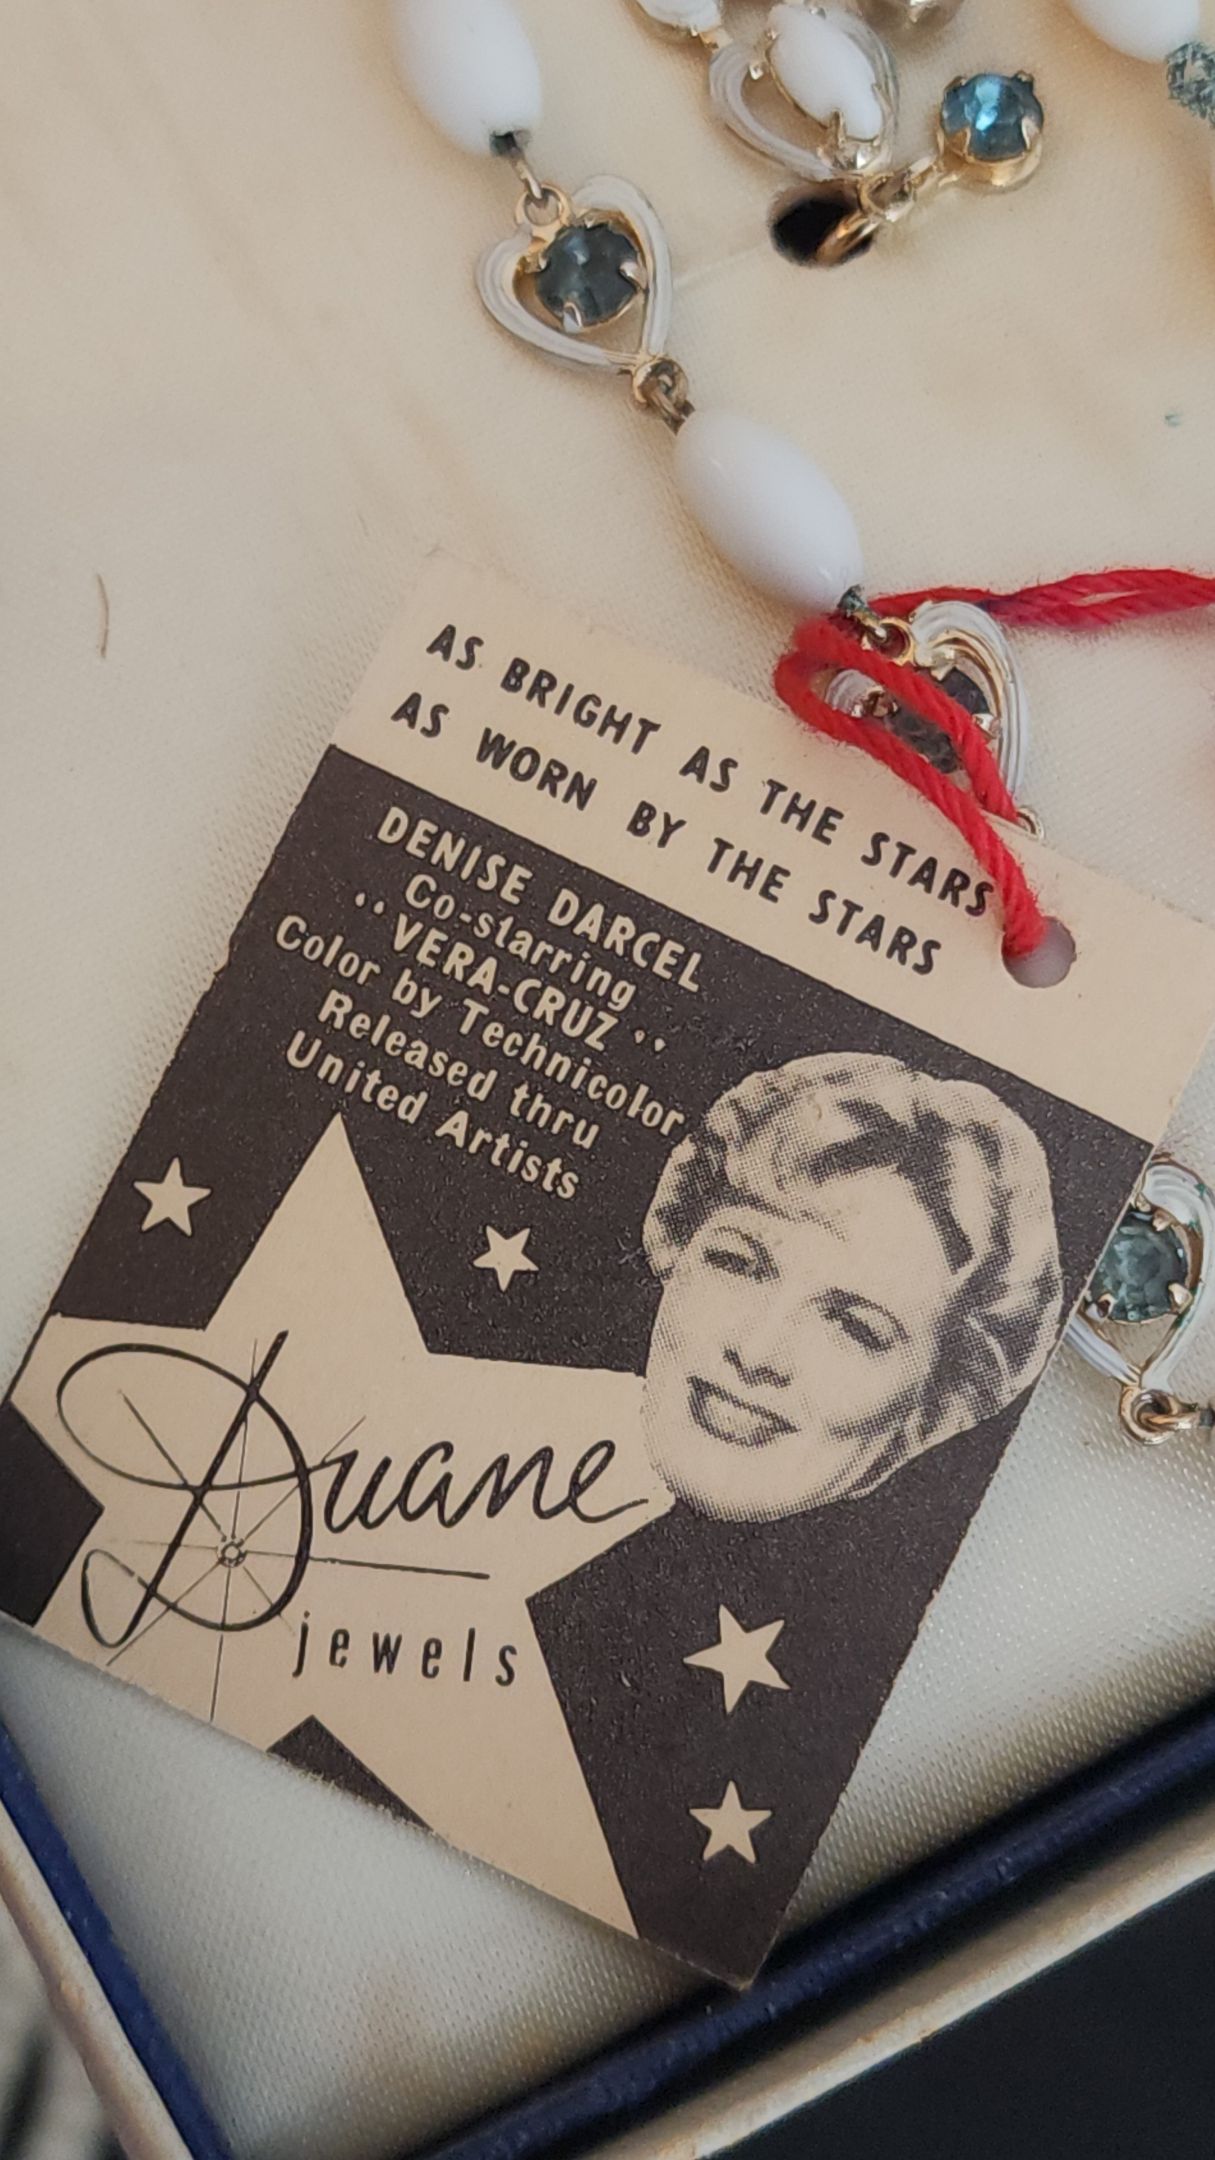 AS BRIGHT AS THE STARS
AS WORN BY THE STARS
DENISE DARCEL
Co-starring
.. VERA-CRUZ ..
Color by Technicolor
Released thru
United Artists
Duane
jewels